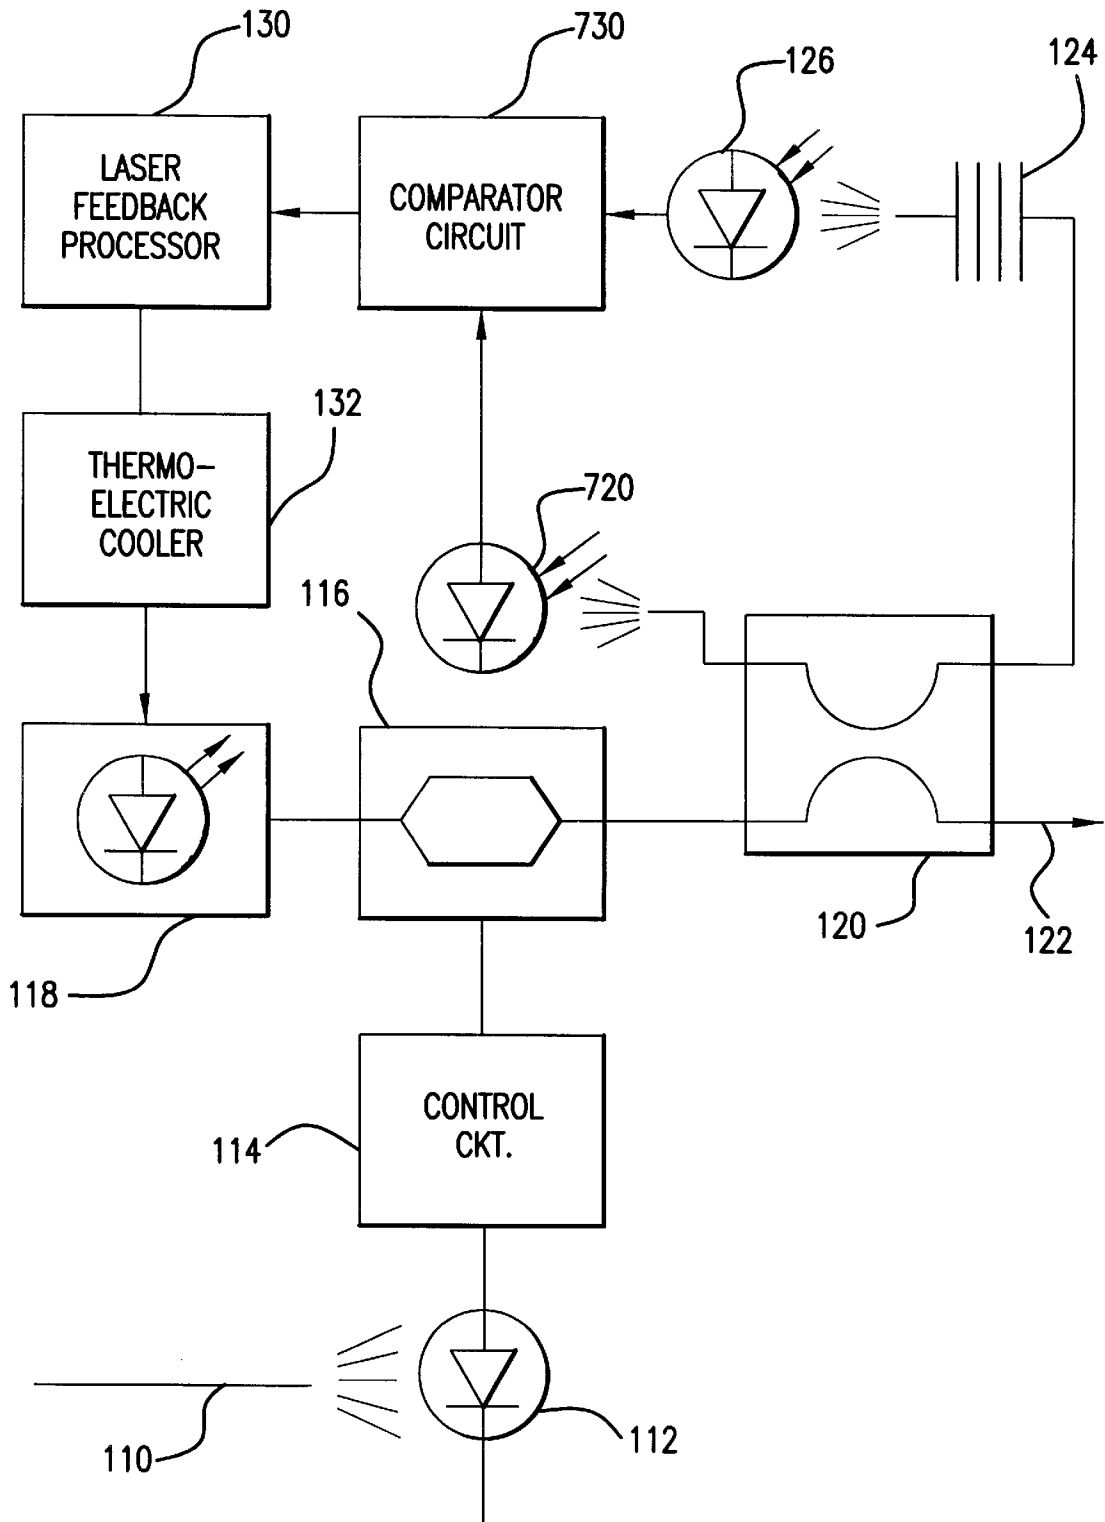 130
730
126
124
LASER
FEEDBACK
PROCESSOR
COMPARATOR
CIRCUIT
132
THERMO-
ELECTRIC
COOLER
720
116
118
120
122
CONTROL
CKT.
114
110
112